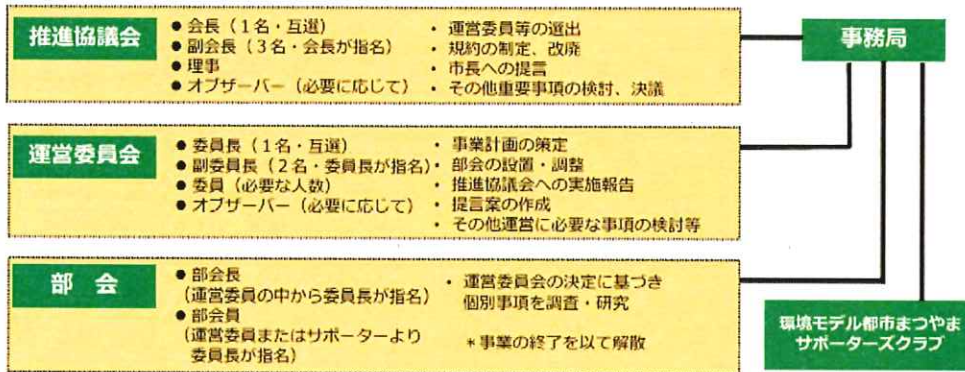 推進協議会
● 会長（1名・互選）
● 副会長（3名・会長が指名）
● 理事
● オブザーバー（必要に応じて）
・ 運営委員等の選出
・ 規約の制定、改廃
・ 市長への提言
・ その他重要事項の検討、決議
事務局
運営委員会
● 委員長（1名・互選）
● 副委員長（2名・委員長が指名）
● 委員（必要な人数）
● オブザーバー（必要に応じて）
・ 事業計画の策定
・ 部会の設置・調整
・ 推進協議会への実施報告
・ 提言案の作成
・ その他運営に必要な事項の検討等
部 会
● 部会長
（運営委員の中から委員長が指名）
● 部会員
（運営委員またはサポーターより
委員長が指名）
・ 運営委員会の決定に基づき
個別事項を調査・研究
＊事業の終了を以て解散
環境モデル都市まつやま
サポーターズクラブ